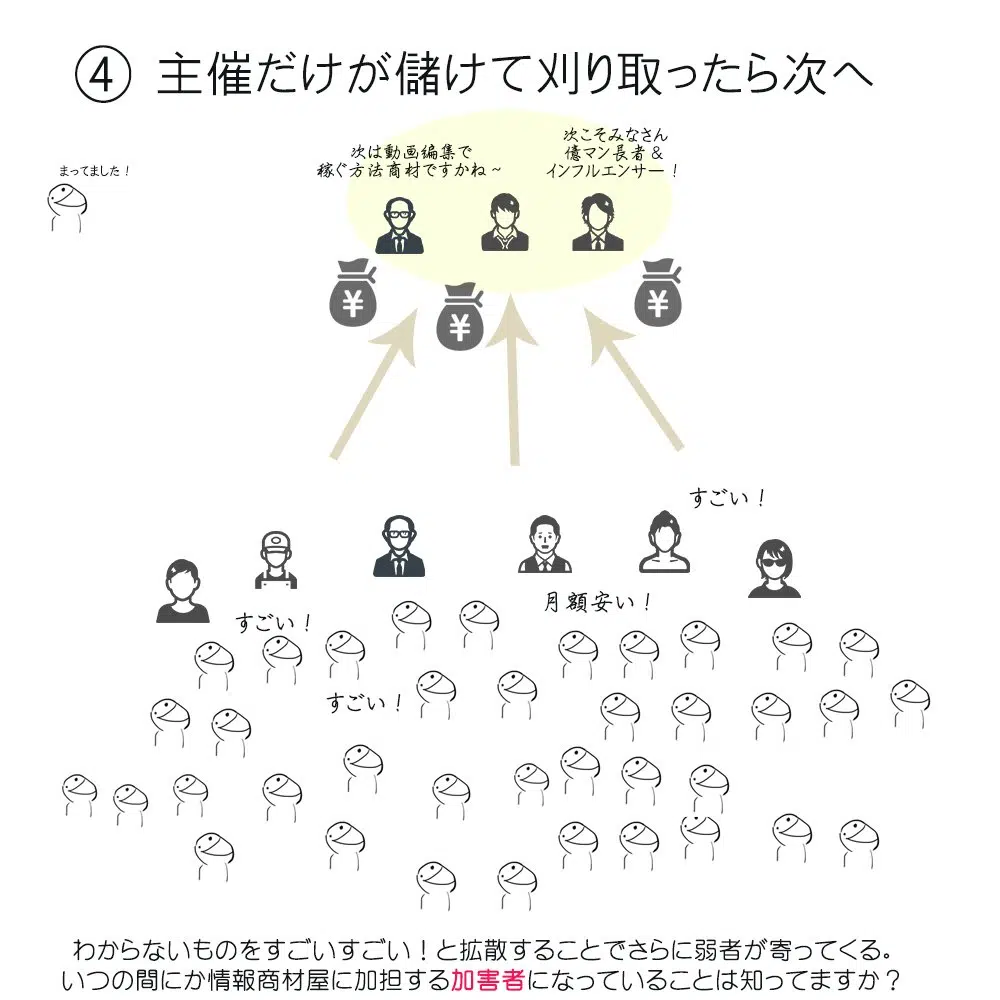 ④ 主催だけが儲けて刈り取ったら次へ
まってました！
次は動画編集で
稼ぐ方法商材ですかね～
次こそみなさん
億マン長者＆
インフルエンサー！
¥
¥
¥
すごい！
月額安い！
すごい！
すごい！
わからないものをすごいすごい！と拡散することでさらに弱者が寄ってくる。
いつの間にか情報商材屋に加担する加害者になっていることは知ってますか？